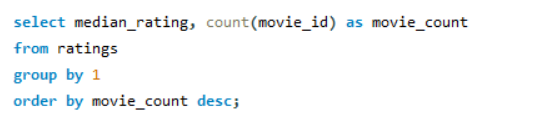 select median_rating, count(movie_id) as movie_count
from ratings
group by 1
order by movie_count desc;